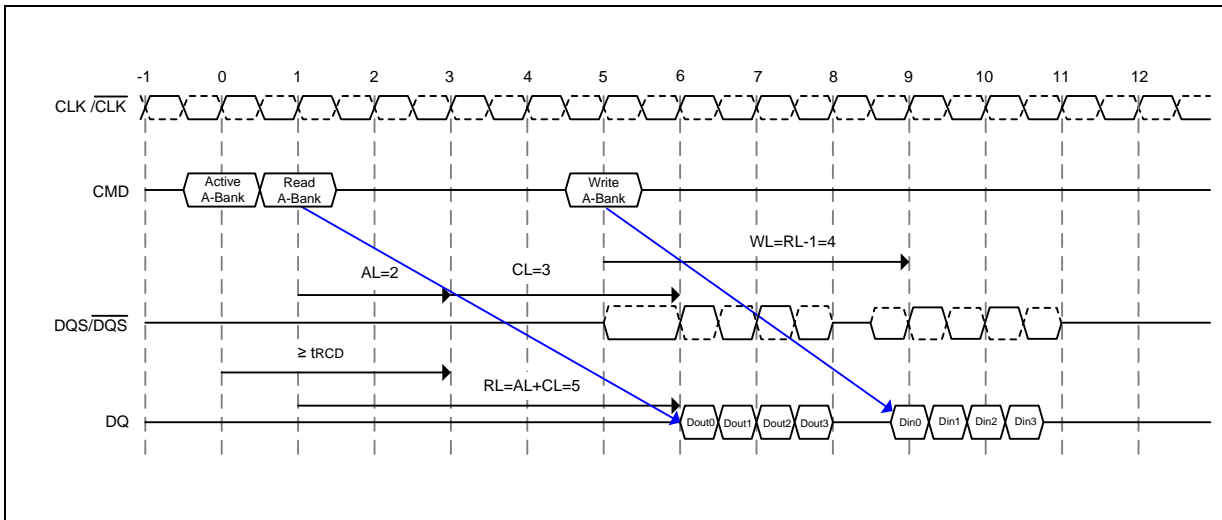 -1 0 1 2 3 4 5 6 7 8 9 10 11 12
CLK /CLK
CMD
Active
A-Bank
Read
A-Bank
Write
A-Bank
WL=RL-1=4
AL=2
CL=3
DQS/DQS
≥ tRCD
RL=AL+CL=5
DQ
Dout0 Dout1 Dout2 Dout3 Din0 Din1 Din2 Din3